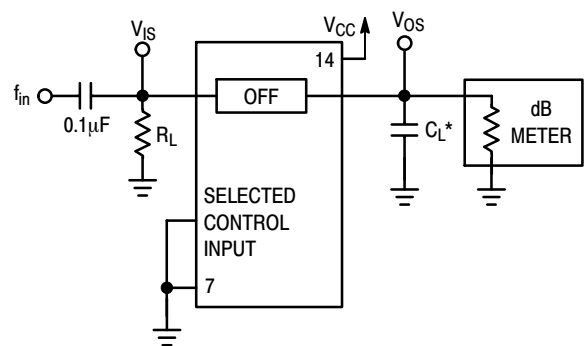 V_IS
V_CC
V_OS
14
f_in
0.1μF
R_L
OFF
C_L*
dB
METER
SELECTED
CONTROL
INPUT
7